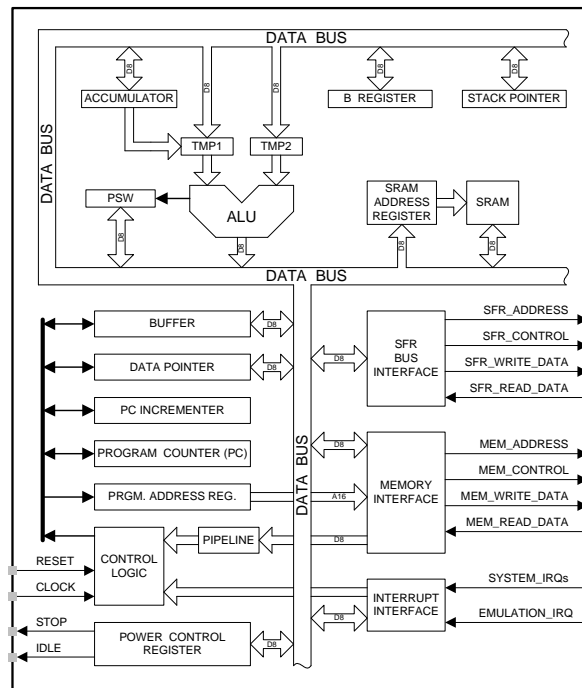 DATA BUS
D8
D8
D8
D8
D8
ACCUMULATOR
B REGISTER
STACK POINTER
DATA BUS
TMP1
TMP2
PSW
ALU
SRAM
ADDRESS
REGISTER
SRAM
D8
D8
D8
D8
DATA BUS
BUFFER
D8
SFR_ADDRESS
SFR
BUS
INTERFACE
SFR_CONTROL
D8
DATA POINTER
D8
SFR_WRITE_DATA
SFR_READ_DATA
PC INCREMENTER
DATA BUS
PROGRAM COUNTER (PC)
D8
MEM_ADDRESS
MEMORY
INTERFACE
MEM_CONTROL
PRGM. ADDRESS REG.
A16
MEM_WRITE_DATA
MEM_READ_DATA
CONTROL
LOGIC
PIPELINE
D8
RESET
CLOCK
INTERRUPT
INTERFACE
SYSTEM_IRQs
EMULATION_IRQ
D8
STOP
IDLE
POWER CONTROL
REGISTER
D8